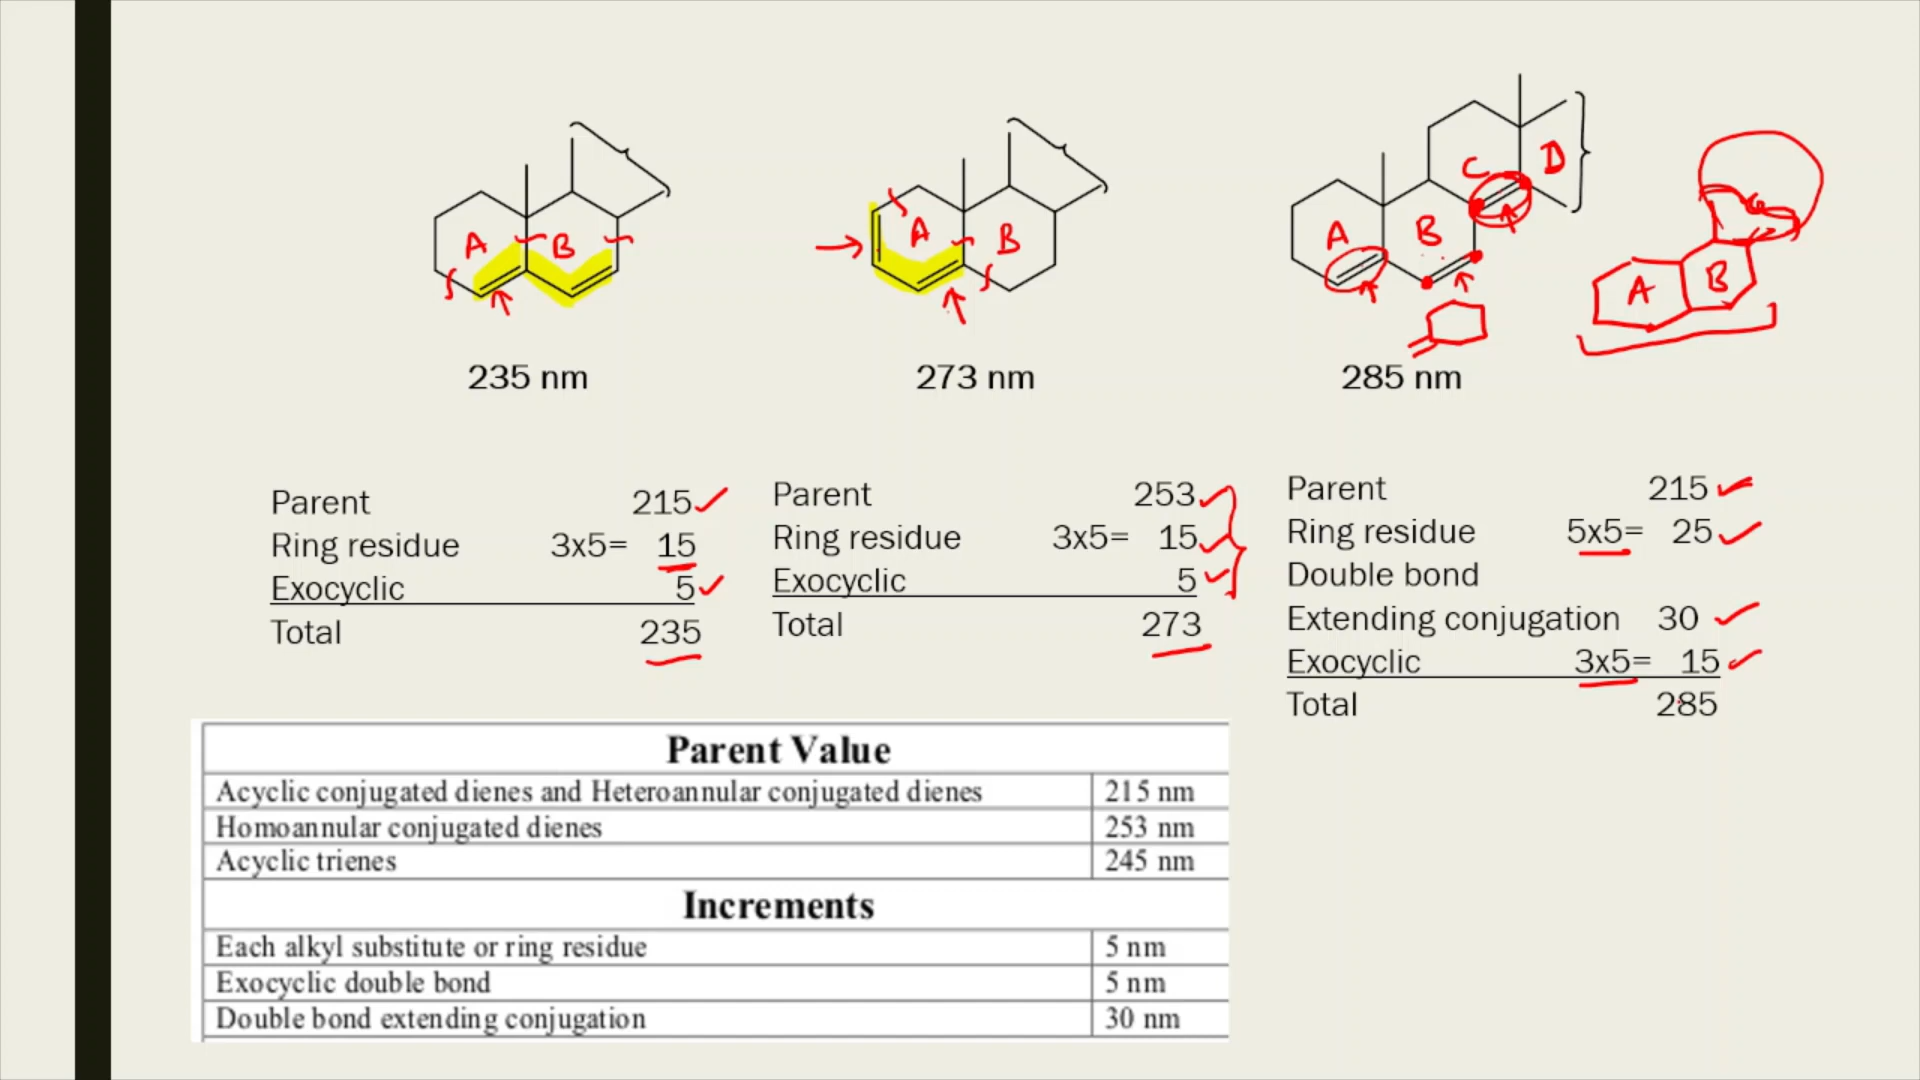 A B
A B
A B C D
A B
235 nm
273 nm
285 nm
Parent 215
Ring residue 3x5= 15
Exocyclic 5
Total 235
Parent 253
Ring residue 3x5= 15
Exocyclic 5
Total 273
Parent 215
Ring residue 5x5= 25
Double bond
Extending conjugation 30
Exocyclic 3x5= 15
Total 285
Parent Value
Acyclic conjugated dienes and Heteroannular conjugated dienes 215 nm
Homoannular conjugated dienes 253 nm
Acyclic trienes 245 nm
Increments
Each alkyl substitute or ring residue 5 nm
Exocyclic double bond 5 nm
Double bond extending conjugation 30 nm